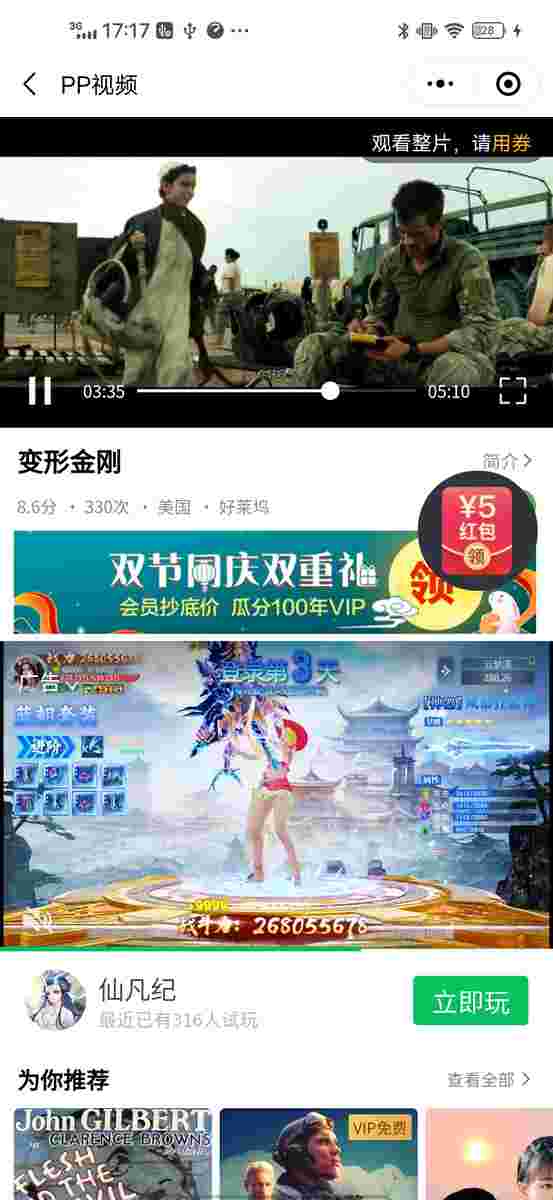 3G 17:17 28
PP视频
观看整片，请用券
03:35
05:10
变形金刚
简介
8.6分 · 330次 · 美国 · 好莱坞
¥5
红包
领
双节同庆双重礼
领
会员抄底价 瓜分100年VIP
广告
登录第3天
进阶
战斗力：268055678
仙凡纪
最近已有316人试玩
立即玩
为你推荐
查看全部
John GILBERT
CLARENCE BROWN'S
FLESH
VIP免费